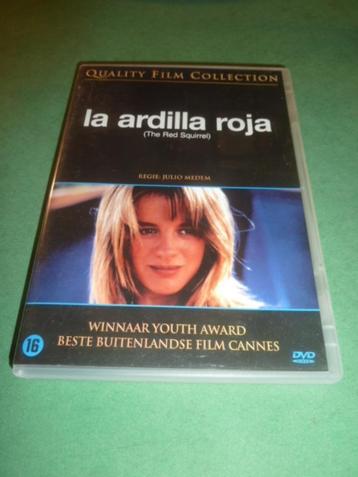 QUALITY FILM COLLECTION
la ardilla roja
(The Red Squirrel)
REGIE: JULIO MEDEM
WINNAAR YOUTH AWARD
BESTE BUITENLANDSE FILM CANNES
16
DVD